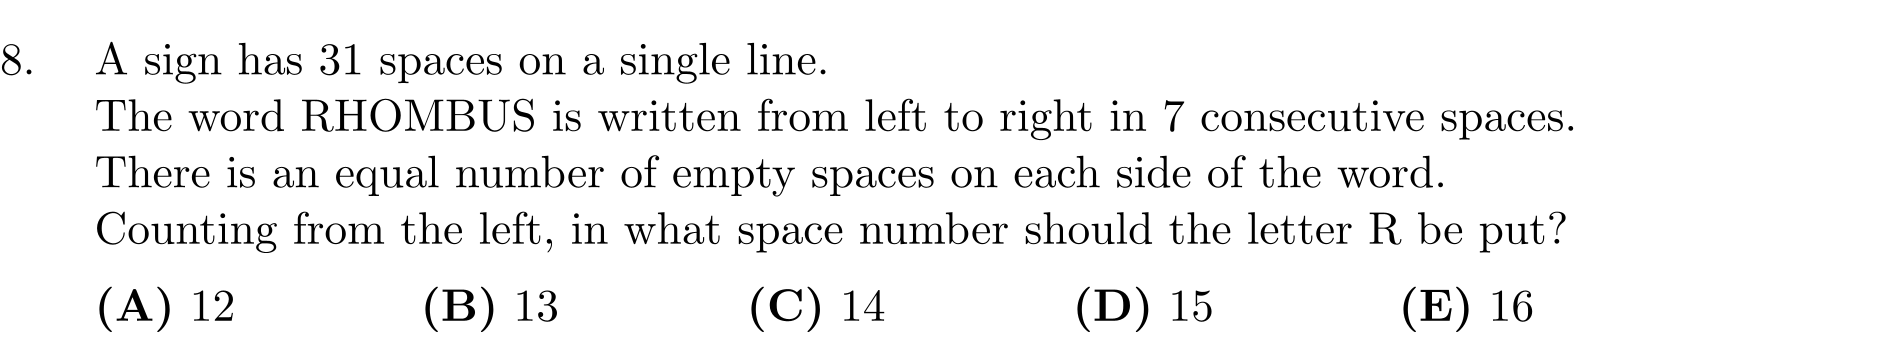 8. A sign has 31 spaces on a single line.
The word RHOMBUS is written from left to right in 7 consecutive spaces.
There is an equal number of empty spaces on each side of the word.
Counting from the left, in what space number should the letter R be put?
(A) 12 (B) 13 (C) 14 (D) 15 (E) 16